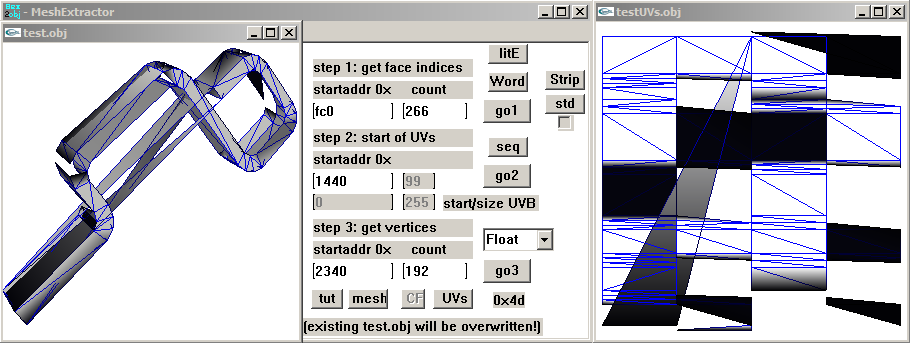 Hex
2obj
- MeshExtractor
test.obj
testUVs.obj
litE
step 1: get face indices
startaddr 0x count
Word
Strip
[fc0 ] [266 ]
go1
std
step 2: start of UVs
seq
startaddr 0x
[1440 ] [99 ]
go2
[0 ] [255 ] start/size UVB
step 3: get vertices
Float
startaddr 0x count
[2340 ] [192 ]
go3
tut mesh CF UVs 0x4d
(existing test.obj will be overwritten!)